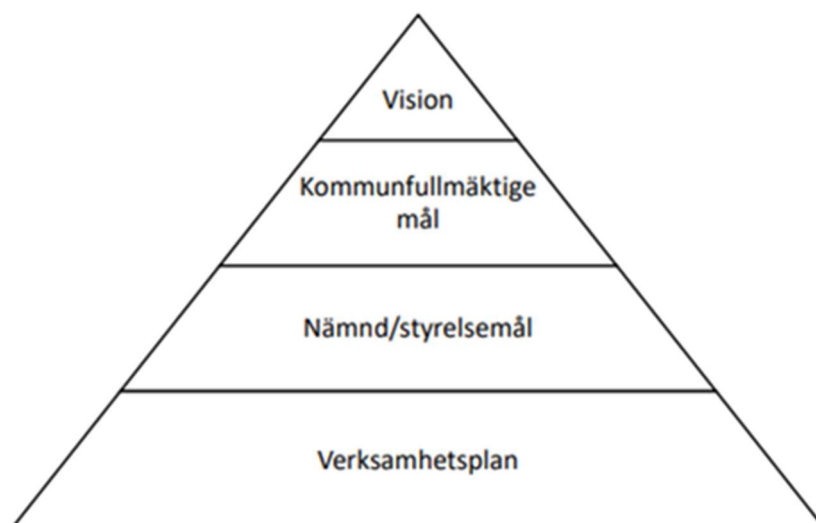 Vision
Kommunfullmäktige
mål
Nämnd/styrelsemål
Verksamhetsplan